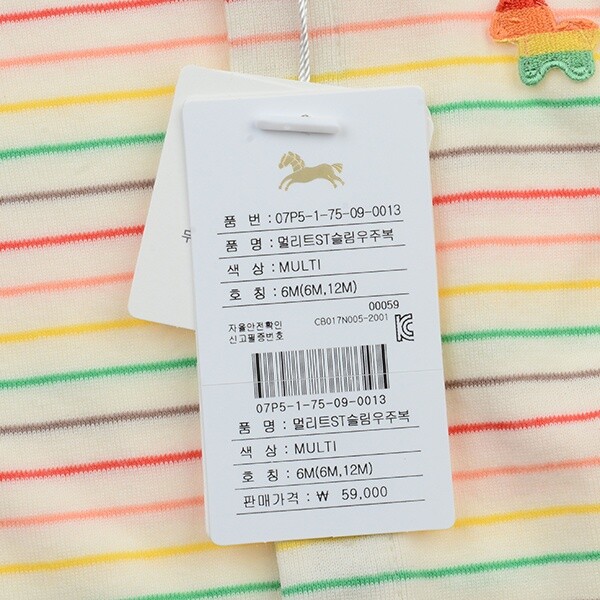 품 번 : 07P5-1-75-09-0013
품 명 : 멀리트ST슬림우주복
색 상 : MULTI
호 칭 : 6M(6M,12M)
00059
자율안전확인 CB017N005-2001
신고필증번호
07P5-1-75-09-0013
품 명 : 멀리트ST슬림우주복
색 상 : MULTI
호 칭 : 6M(6M,12M)
판매가격 : ₩ 59,000